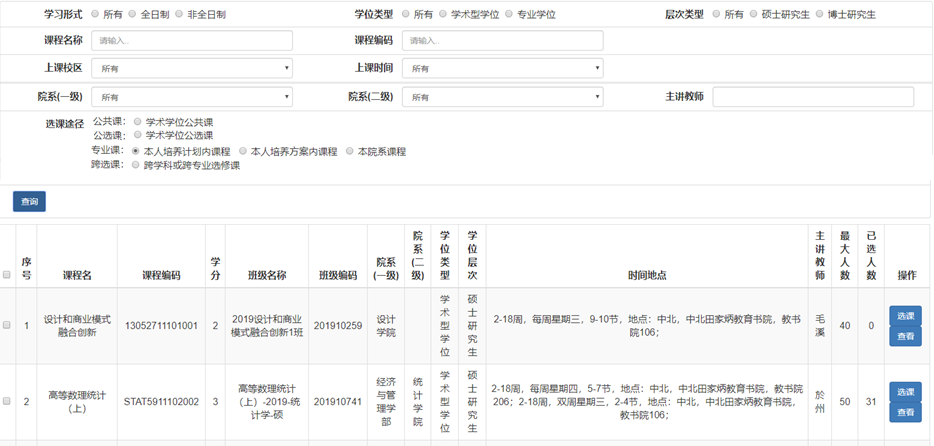 学习形式 所有 全日制 非全日制 学位类型 所有 学术型学位 专业学位 层次类型 所有 硕士研究生 博士研究生
课程名称 请输入.. 课程编码 请输入..
上课校区 所有 上课时间 所有
院系(一级) 所有 院系(二级) 所有 主讲教师
选课途径 公共课： 学术学位公共课
公选课： 学术学位公选课
专业课： 本人培养计划内课程 本人培养方案内课程 本院系课程
跨选课： 跨学科或跨专业选修课
查询
序号 课程名 课程编码 学分 班级名称 班级编码 院系(一级) 院系(二级) 学位类型 学位层次 时间地点 主讲教师 最大人数 已选人数 操作
1 设计和商业模式融合创新 13052711101001 2 2019设计和商业模式融合创新1班 201910259 设计学院 学术型学位 硕士研究生 2-18周，每周星期三，9-10节，地点：中北，中北田家炳教育书院，教书院106； 毛溪 40 0 选课 查看
2 高等数理统计（上） STAT5911102002 3 高等数理统计（上）-2019-统计学-硕 201910741 经济与管理学部 统计学院 学术型学位 硕士研究生 2-18周，每周星期四，5-7节，地点：中北，中北田家炳教育书院，教书院206；2-18周，双周星期三，2-4节，地点：中北，中北田家炳教育书院，教书院106； 於州 50 31 选课 查看